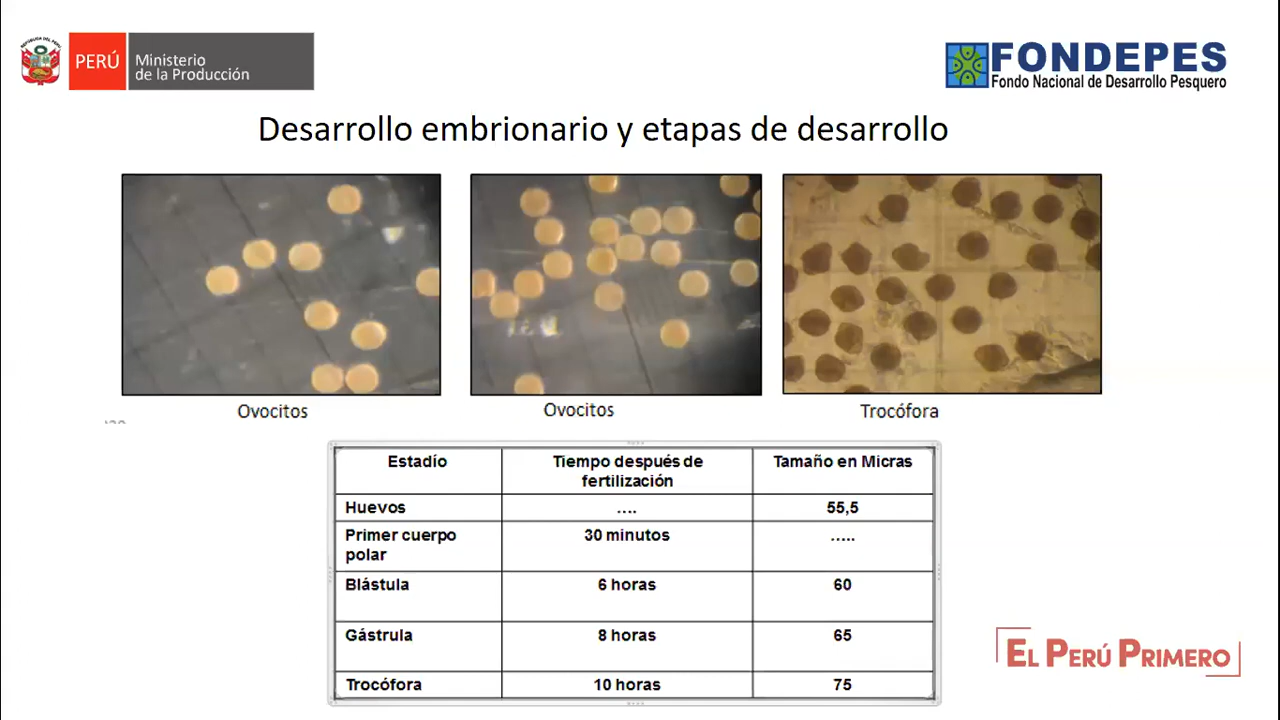 PERÚ
Ministerio
de la Producción
FONDEPES
Fondo Nacional de Desarrollo Pesquero
Desarrollo embrionario y etapas de desarrollo
Ovocitos
Ovocitos
Trocófora
Estadío
Tiempo después de
fertilización
Tamaño en Micras
Huevos
....
55,5
Primer cuerpo
polar
30 minutos
.....
Blástula
6 horas
60
Gástrula
8 horas
65
Trocófora
10 horas
75
EL PERÚ PRIMERO